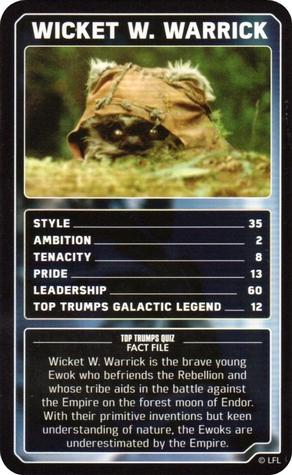 WICKET W. WARRICK
STYLE 35
AMBITION 2
TENACITY 8
PRIDE 13
LEADERSHIP 60
TOP TRUMPS GALACTIC LEGEND 12
TOP TRUMPS QUIZ
FACT FILE
Wicket W. Warrick is the brave young
Ewok who befriends the Rebellion and
whose tribe aids in the battle against
the Empire on the forest moon of Endor.
With their primitive inventions but keen
understanding of nature, the Ewoks are
underestimated by the Empire.
© LFL